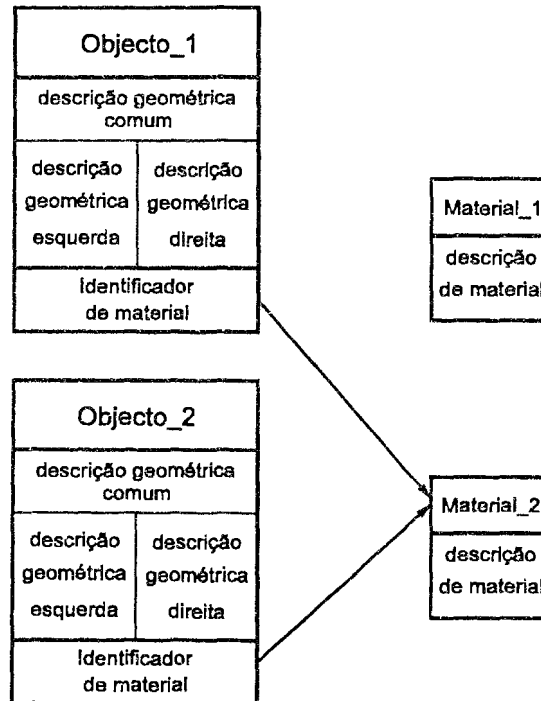 Objecto_1
descrição geométrica
comum
descrição
geométrica
esquerda
descrição
geométrica
direita
Identificador
de material
Material_1
descrição
de material
Objecto_2
descrição geométrica
comum
descrição
geométrica
esquerda
descrição
geométrica
direita
Identificador
de material
Material_2
descrição
de material